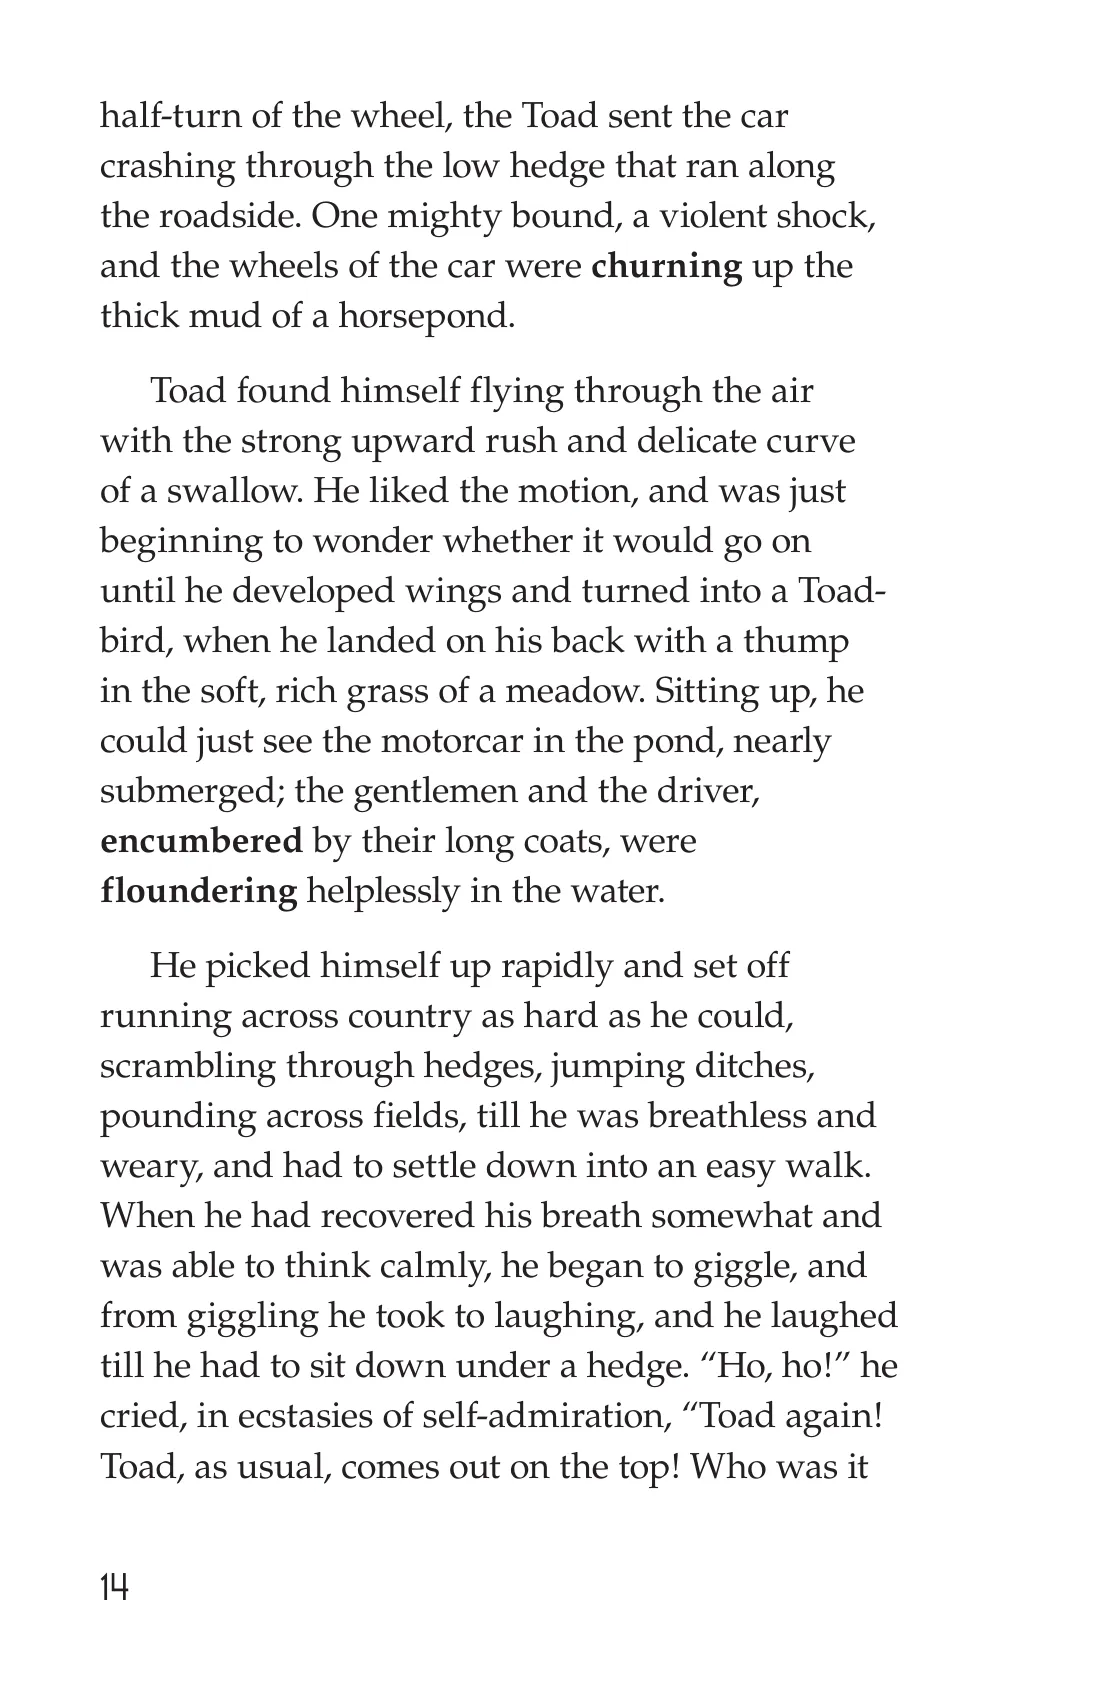 half-turn of the wheel, the Toad sent the car
crashing through the low hedge that ran along
the roadside. One mighty bound, a violent shock,
and the wheels of the car were churning up the
thick mud of a horsepond.
Toad found himself flying through the air
with the strong upward rush and delicate curve
of a swallow. He liked the motion, and was just
beginning to wonder whether it would go on
until he developed wings and turned into a Toad-
bird, when he landed on his back with a thump
in the soft, rich grass of a meadow. Sitting up, he
could just see the motorcar in the pond, nearly
submerged; the gentlemen and the driver,
encumbered by their long coats, were
floundering helplessly in the water.
He picked himself up rapidly and set off
running across country as hard as he could,
scrambling through hedges, jumping ditches,
pounding across fields, till he was breathless and
weary, and had to settle down into an easy walk.
When he had recovered his breath somewhat and
was able to think calmly, he began to giggle, and
from giggling he took to laughing, and he laughed
till he had to sit down under a hedge. “Ho, ho!” he
cried, in ecstasies of self-admiration, “Toad again!
Toad, as usual, comes out on the top! Who was it
14